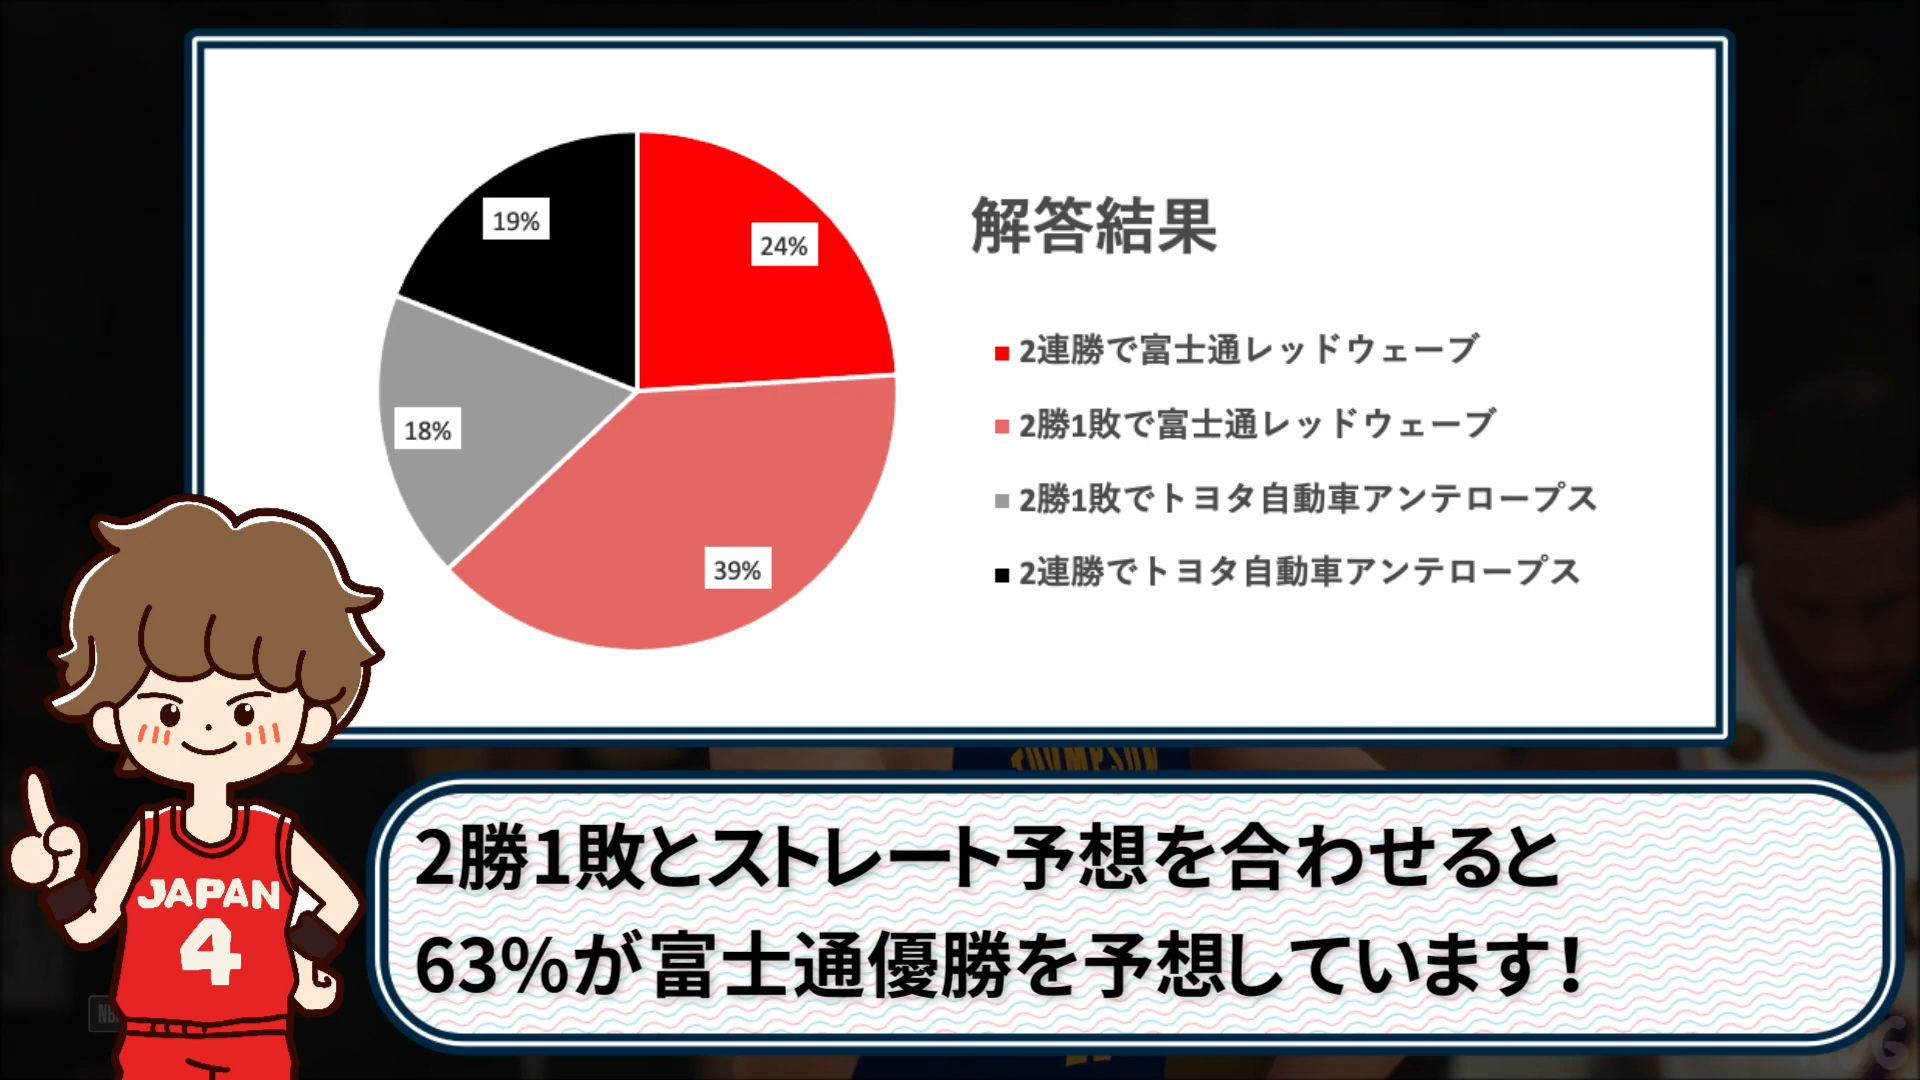 19%
24%
18%
39%
解答結果
2連勝で富士通レッドウェーブ
2勝1敗で富士通レッドウェーブ
2勝1敗でトヨタ自動車アンテロープス
2連勝でトヨタ自動車アンテロープス
THOMPSON
JAPAN
4
2勝1敗とストレート予想を合わせると
63%が富士通優勝を予想しています!